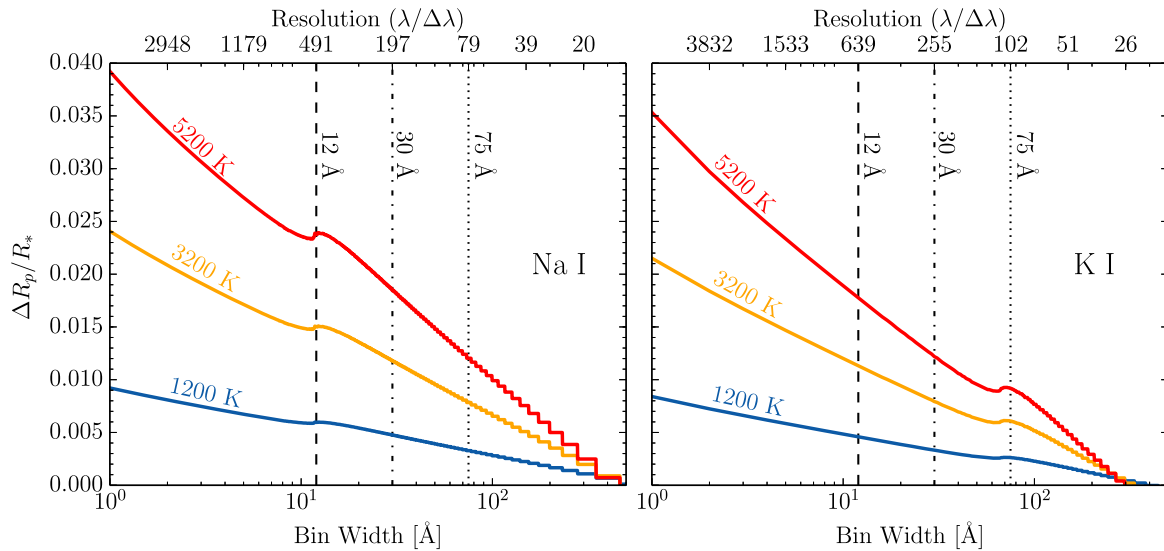 Resolution (λ/Δλ)
2948 1179 491 197 79 39 20
0.040
0.035
0.030
0.025
0.020
0.015
0.010
0.005
0.000
ΔR_p/R_*
5200 K
3200 K
1200 K
12 Å
30 Å
75 Å
Na I
10^0 10^1 10^2
Bin Width [Å]
Resolution (λ/Δλ)
3832 1533 639 255 102 51 26
5200 K
3200 K
1200 K
12 Å
30 Å
75 Å
K I
10^0 10^1 10^2
Bin Width [Å]